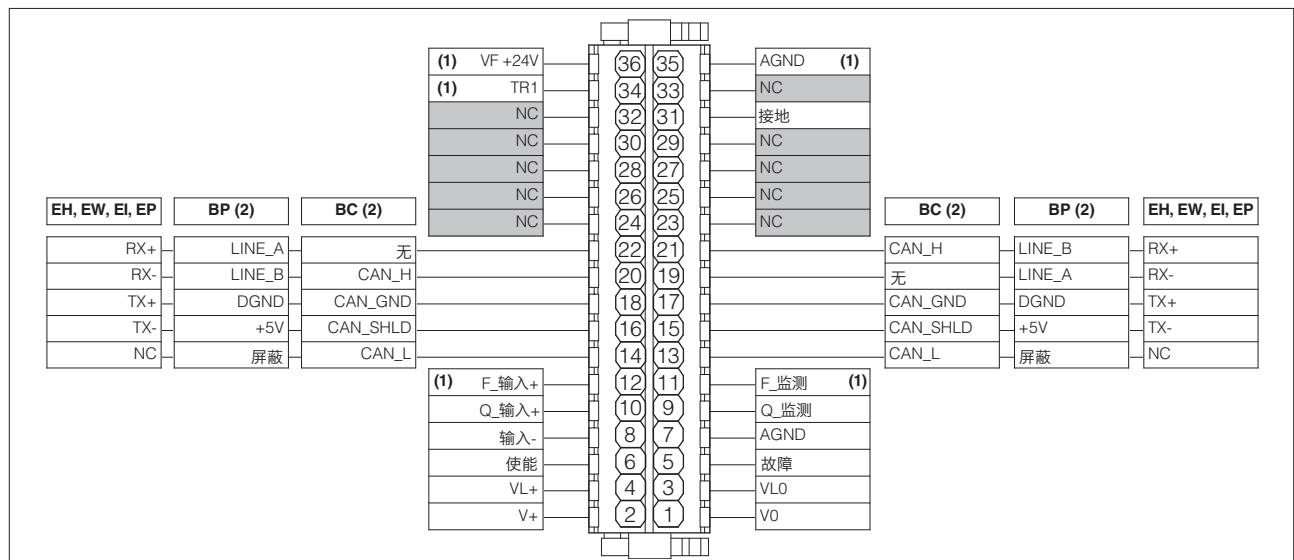 (1) VF +24V 36 35 AGND (1)
(1) TR1 34 33 NC
NC 32 31 接地
NC 30 29 NC
NC 28 27 NC
NC 26 25 NC
NC 24 23 NC
EH, EW, EI, EP BP (2) BC (2) BC (2) BP (2) EH, EW, EI, EP
RX+ LINE_A 无 22 21 CAN_H LINE_B RX+
RX- LINE_B CAN_H 20 19 无 LINE_A RX-
TX+ DGND CAN_GND 18 17 CAN_GND DGND TX+
TX- +5V CAN_SHLD 16 15 CAN_SHLD +5V TX-
NC 屏蔽 CAN_L 14 13 CAN_L 屏蔽 NC
(1) F_输入+ 12 11 F_监测 (1)
Q_输入+ 10 9 Q_监测
输入- 8 7 AGND
使能 6 5 故障
VL+ 4 3 VL0
V+ 2 1 V0